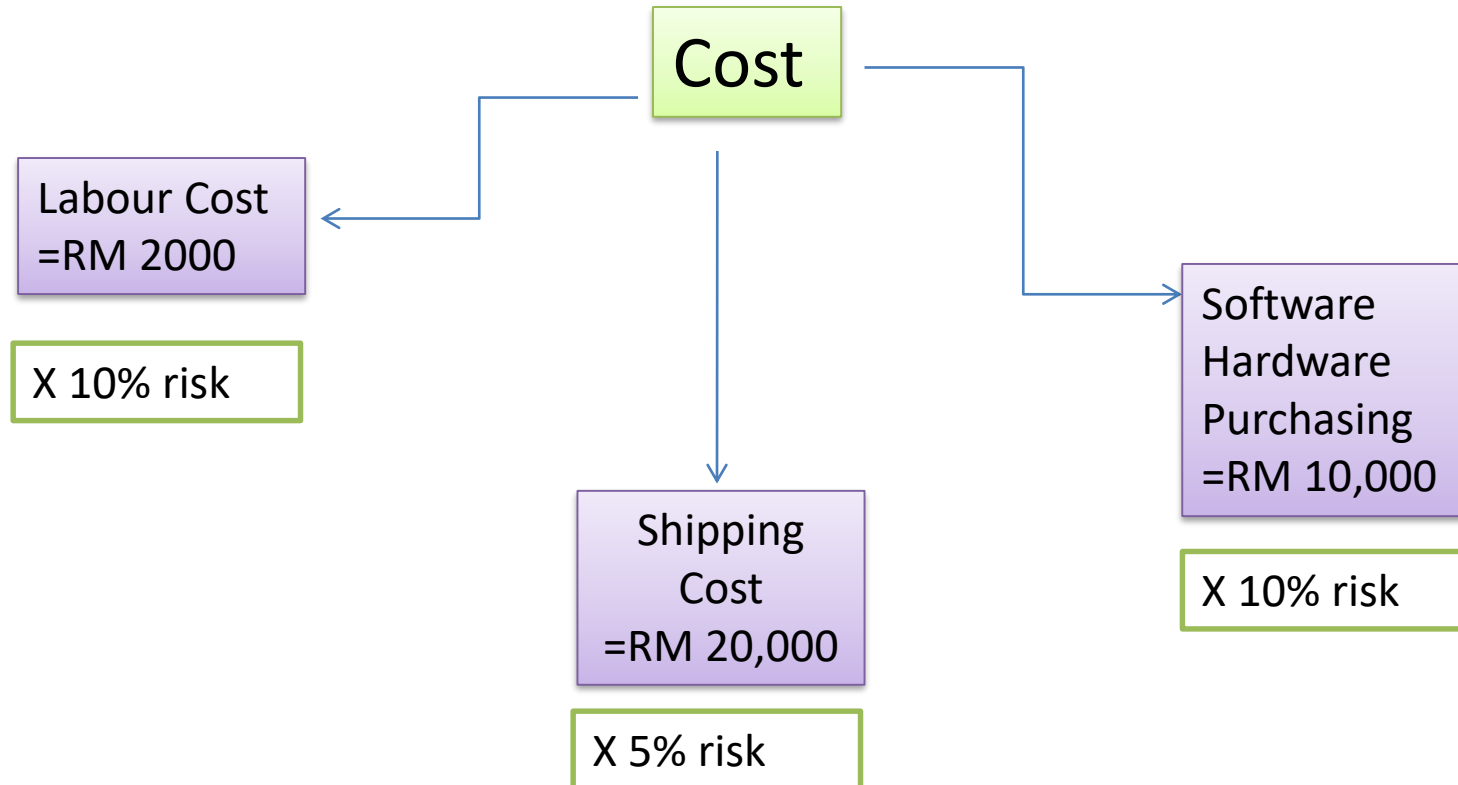 Cost
Labour Cost
=RM 2000
X 10% risk
Shipping
Cost
=RM 20,000
X 5% risk
Software
Hardware
Purchasing
=RM 10,000
X 10% risk